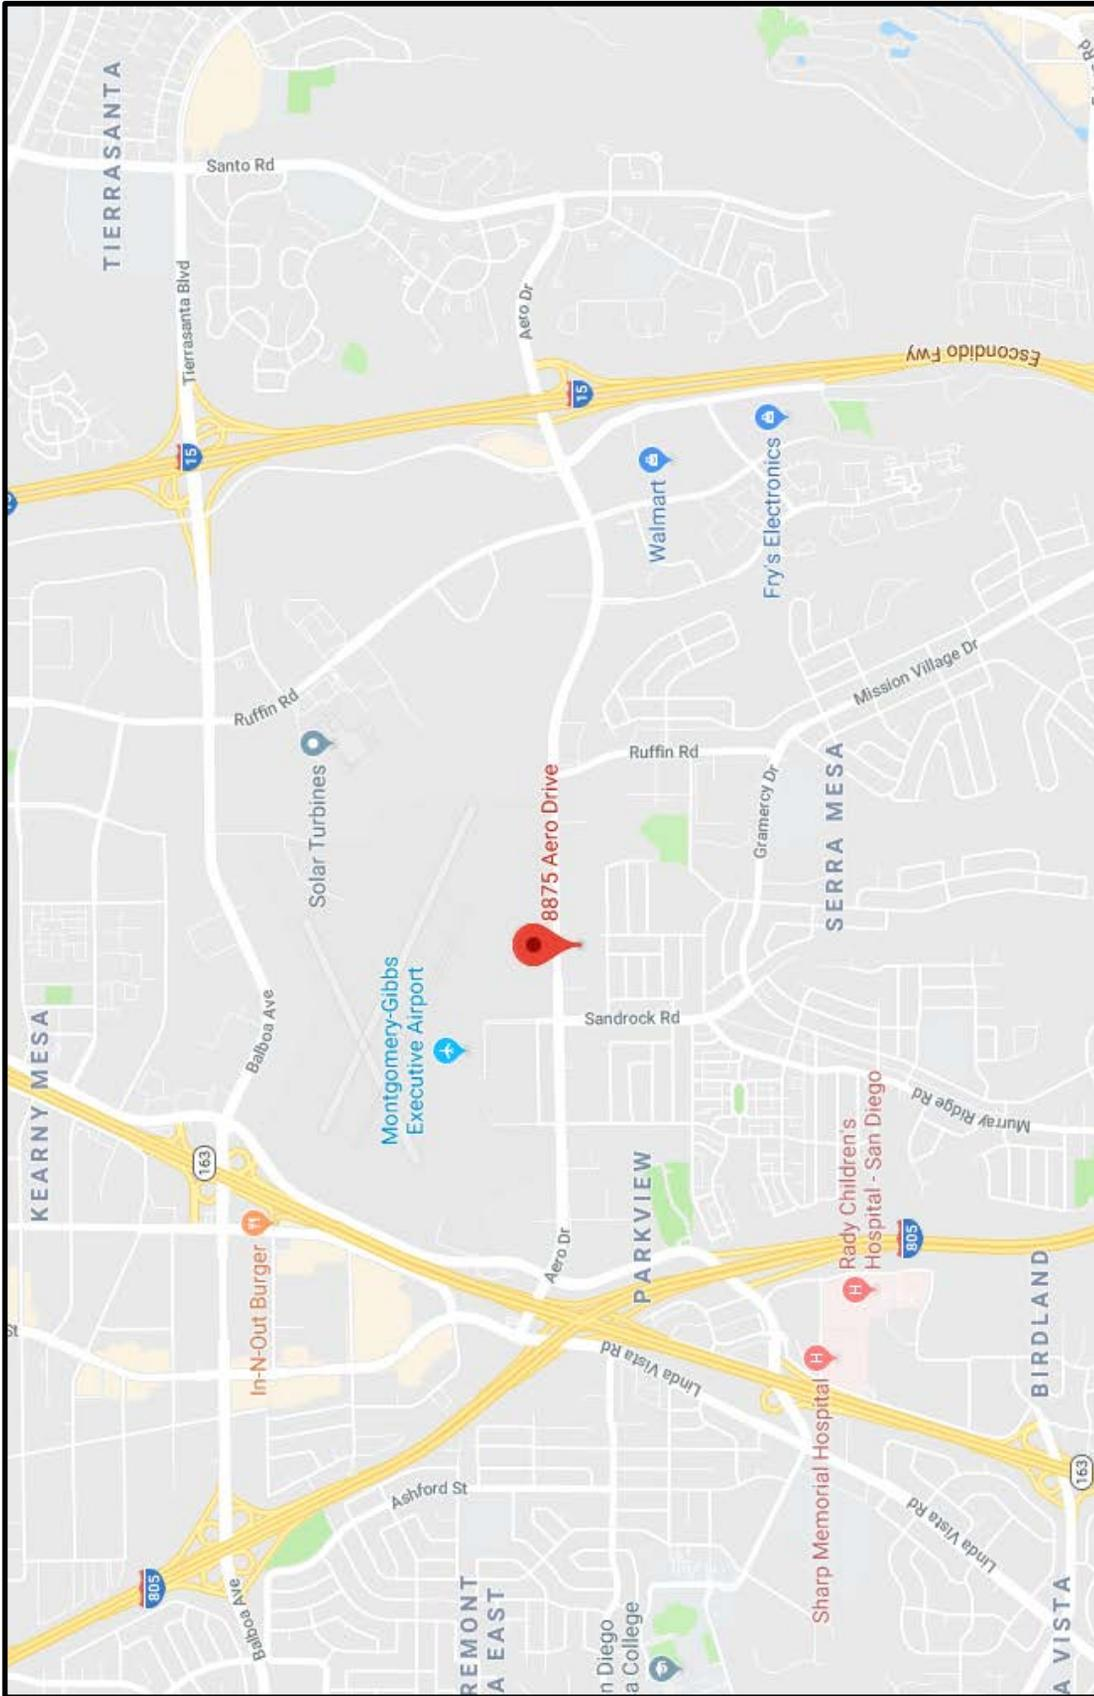 KEARNY MESA
TIERRASANTA
Santo Rd
Tierrasanta Blvd
15
Balboa Ave
163
In-N-Out Burger
St
805
Balboa Ave
Ruffin Rd
Solar Turbines
Montgomery-Gibbs
Executive Airport
Ashford St
REMONT
A EAST
Aero Dr
15
8875 Aero Drive
Aero Dr
Escondido Fwy
Walmart
Fry's Electronics
Ruffin Rd
Sandrock Rd
PARKVIEW
Linda Vista Rd
n Diego
a College
Mission Village Dr
Gramercy Dr
SERRA MESA
Murray Ridge Rd
Rady Children's
Hospital - San Diego
805
Sharp Memorial Hospital
Linda Vista Rd
BIRDLAND
163
A VISTA